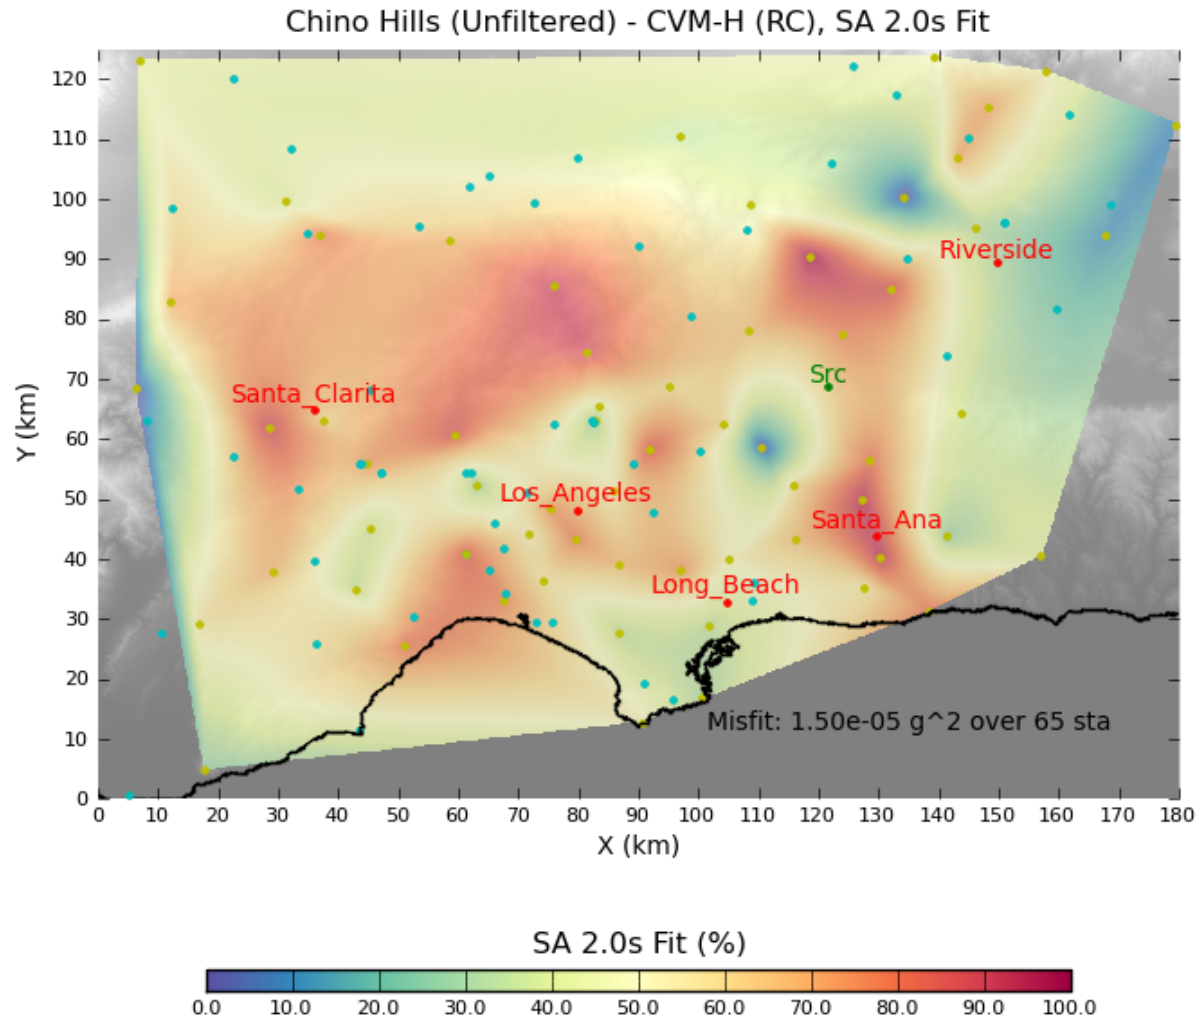 Chino Hills (Unfiltered) - CVM-H (RC), SA 2.0s Fit
120
110
100
90
80
70
60
50
40
30
20
10
0
Y (km)
Riverside
Src
Santa_Clarita
Los_Angeles
Santa_Ana
Long_Beach
Misfit: 1.50e-05 g^2 over 65 sta
0 10 20 30 40 50 60 70 80 90 100 110 120 130 140 150 160 170 180
X (km)
SA 2.0s Fit (%)
0.0 10.0 20.0 30.0 40.0 50.0 60.0 70.0 80.0 90.0 100.0